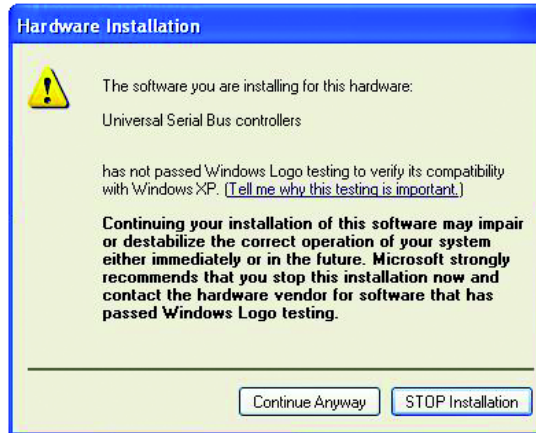 Hardware Installation
The software you are installing for this hardware:
Universal Serial Bus controllers
has not passed Windows Logo testing to verify its compatibility
with Windows XP. (Tell me why this testing is important.)
Continuing your installation of this software may impair
or destabilize the correct operation of your system
either immediately or in the future. Microsoft strongly
recommends that you stop this installation now and
contact the hardware vendor for software that has
passed Windows Logo testing.
Continue Anyway
STOP Installation